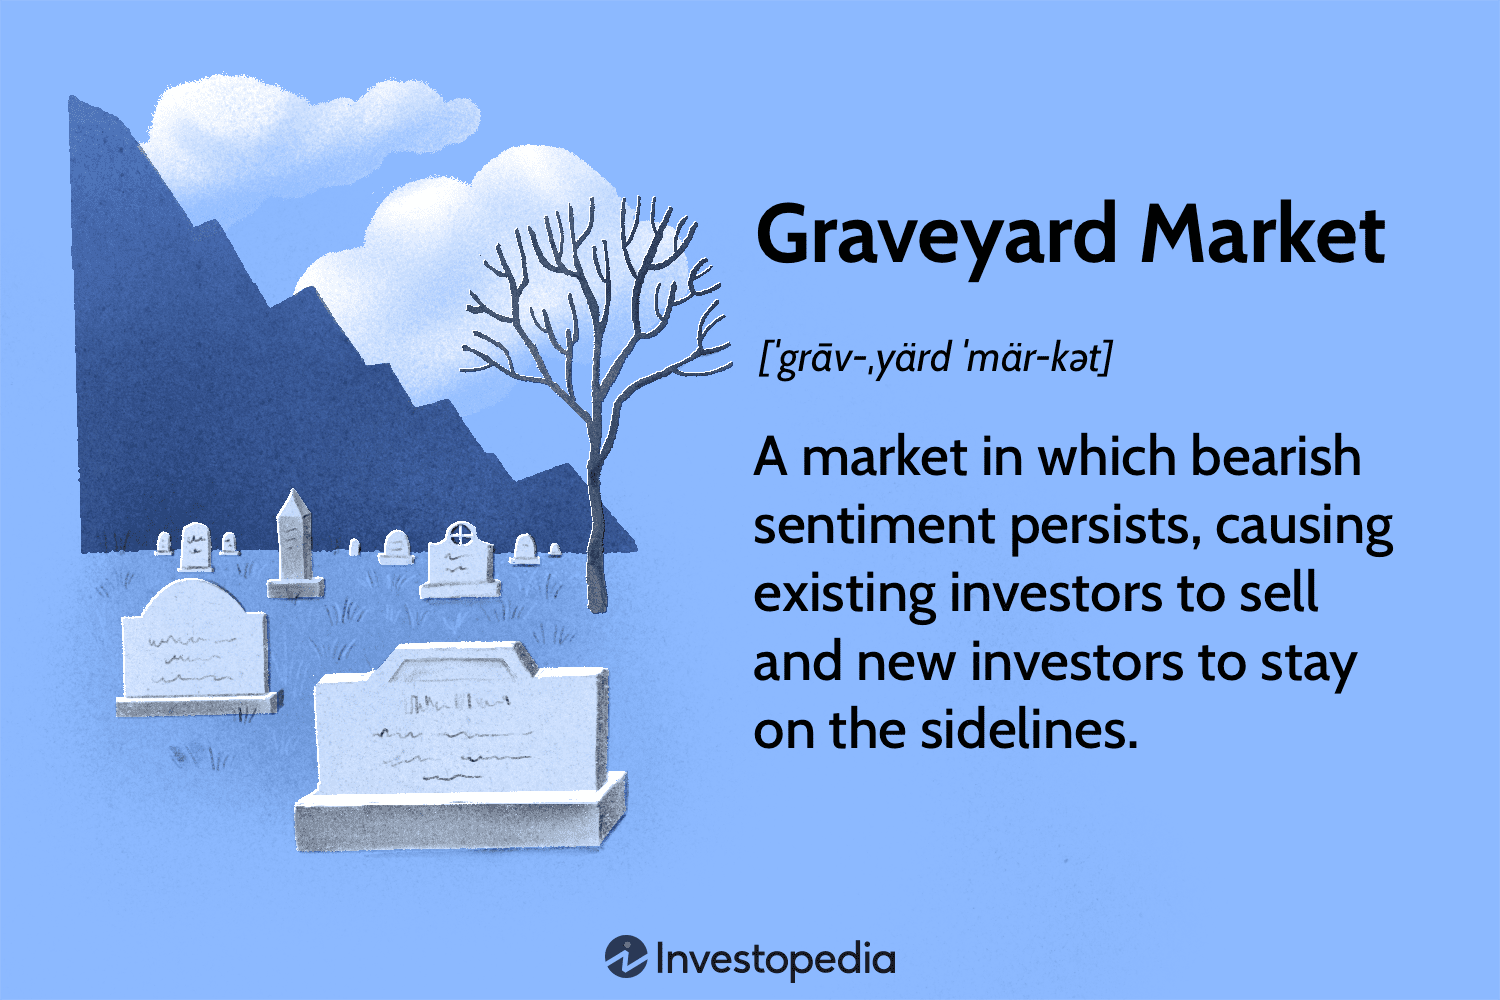 Graveyard Market
[ˈgrāv-ˌyärd ˈmär-kət]
A market in which bearish
sentiment persists, causing
existing investors to sell
and new investors to stay
on the sidelines.
Investopedia